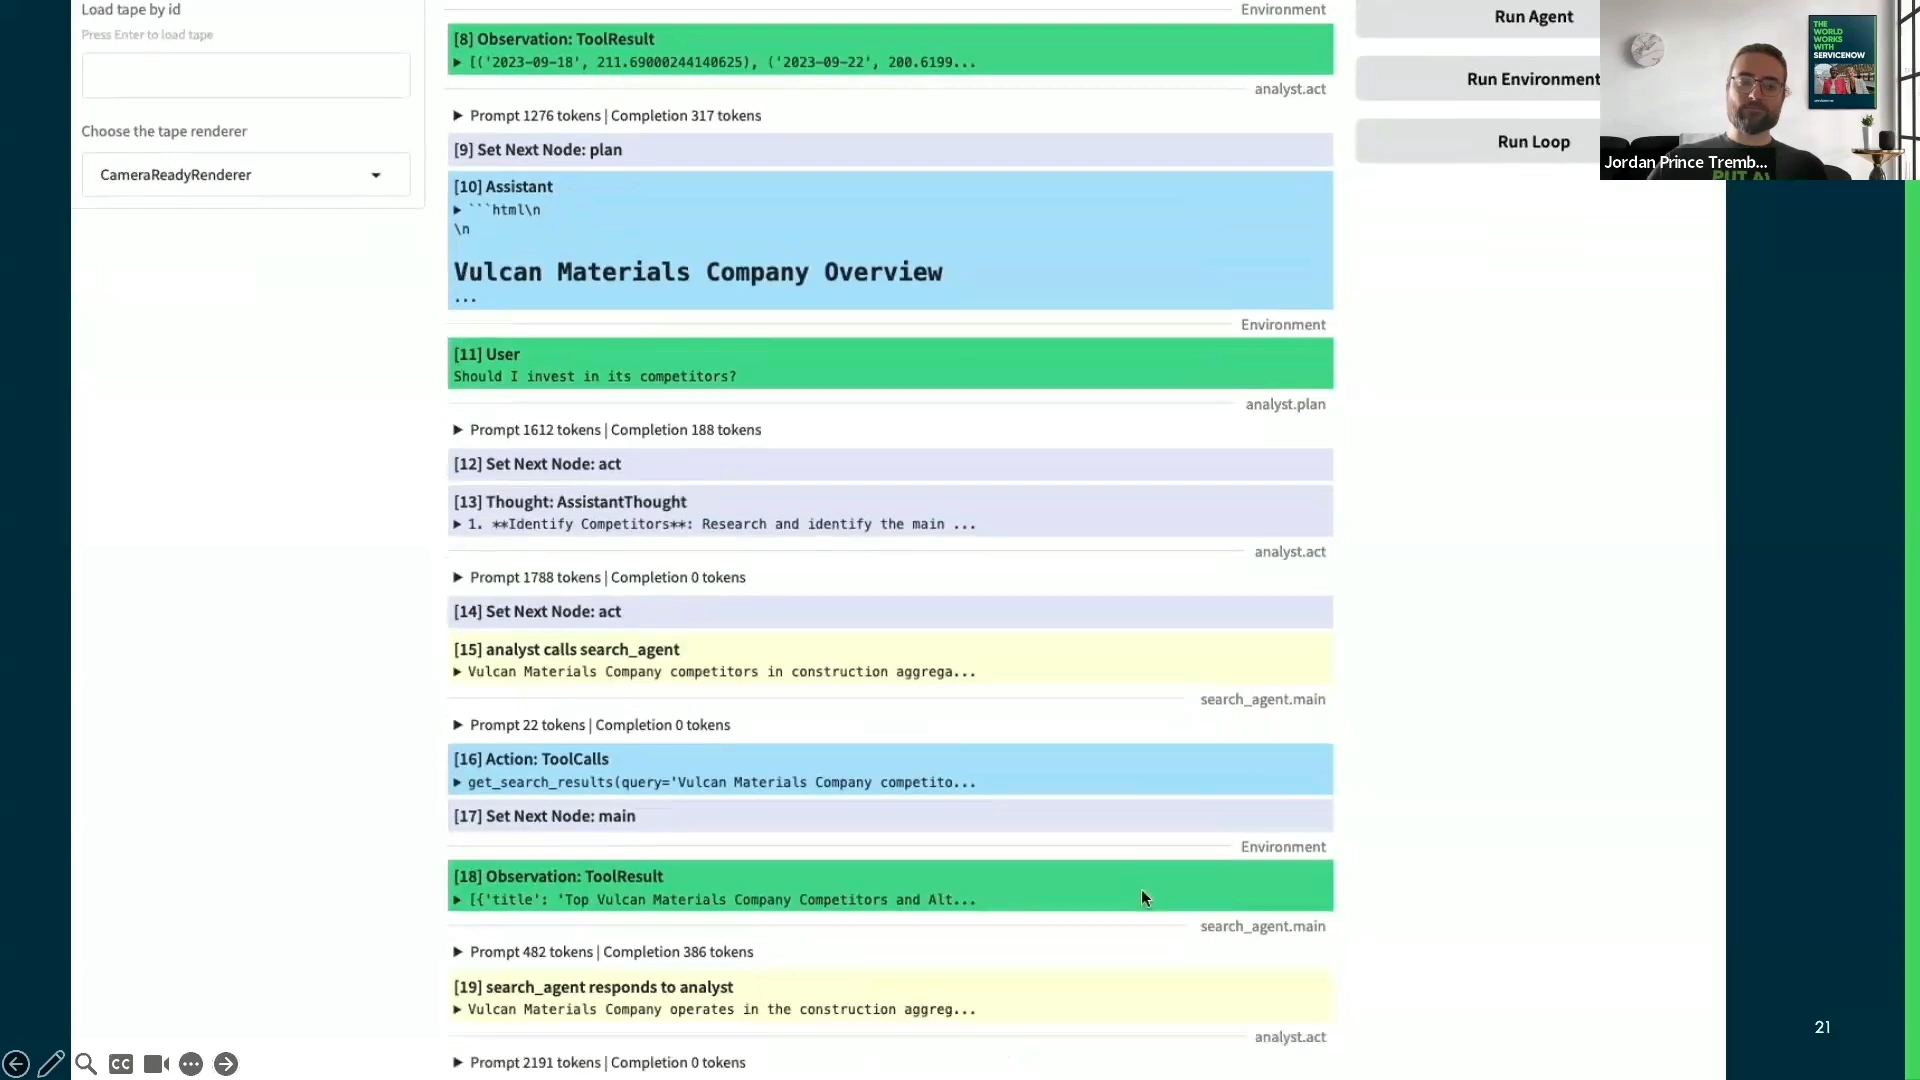 Load tape by id
Press Enter to load tape
Choose the tape renderer
CameraReadyRenderer
Environment
[8] Observation: ToolResult
▶ [('2023-09-18', 211.69000244140625), ('2023-09-22', 200.6199...
analyst.act
▶ Prompt 1276 tokens | Completion 317 tokens
[9] Set Next Node: plan
[10] Assistant
▶ ```html\n
\n
Vulcan Materials Company Overview
...
Environment
[11] User
Should I invest in its competitors?
analyst.plan
▶ Prompt 1612 tokens | Completion 188 tokens
[12] Set Next Node: act
[13] Thought: AssistantThought
▶ 1. **Identify Competitors**: Research and identify the main ...
analyst.act
▶ Prompt 1788 tokens | Completion 0 tokens
[14] Set Next Node: act
[15] analyst calls search_agent
▶ Vulcan Materials Company competitors in construction aggrega...
search_agent.main
▶ Prompt 22 tokens | Completion 0 tokens
[16] Action: ToolCalls
▶ get_search_results(query='Vulcan Materials Company competito...
[17] Set Next Node: main
Environment
[18] Observation: ToolResult
▶ [{'title': 'Top Vulcan Materials Company Competitors and Alt...
search_agent.main
▶ Prompt 482 tokens | Completion 386 tokens
[19] search_agent responds to analyst
▶ Vulcan Materials Company operates in the construction aggreg...
analyst.act
▶ Prompt 2191 tokens | Completion 0 tokens
Run Agent
Run Environment
Run Loop
THE
WORLD
WORKS
WITH
SERVICENOW
Jordan Prince Tremb...
PUT AI
21
CC